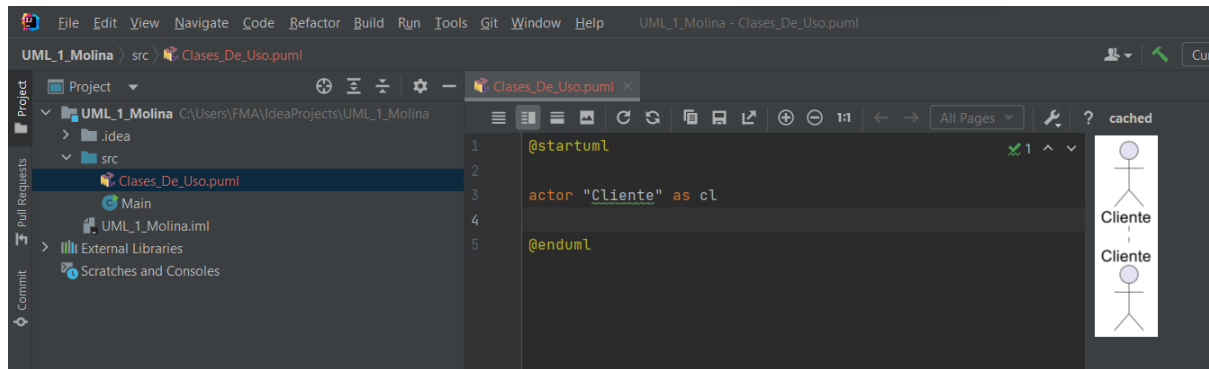 File Edit View Navigate Code Refactor Build Run Tools Git Window Help UML_1_Molina - Clases_De_Uso.puml
UML_1_Molina src Clases_De_Uso.puml
Cur
Project
Pull Requests
Commit
Project
UML_1_Molina C:\Users\FMA\IdeaProjects\UML_1_Molina
.idea
src
Clases_De_Uso.puml
Main
UML_1_Molina.iml
External Libraries
Scratches and Consoles
Clases_De_Uso.puml
1:1 All Pages ? cached
1 @startuml
2
3 actor "Cliente" as cl
4
5 @enduml
1
Cliente
Cliente